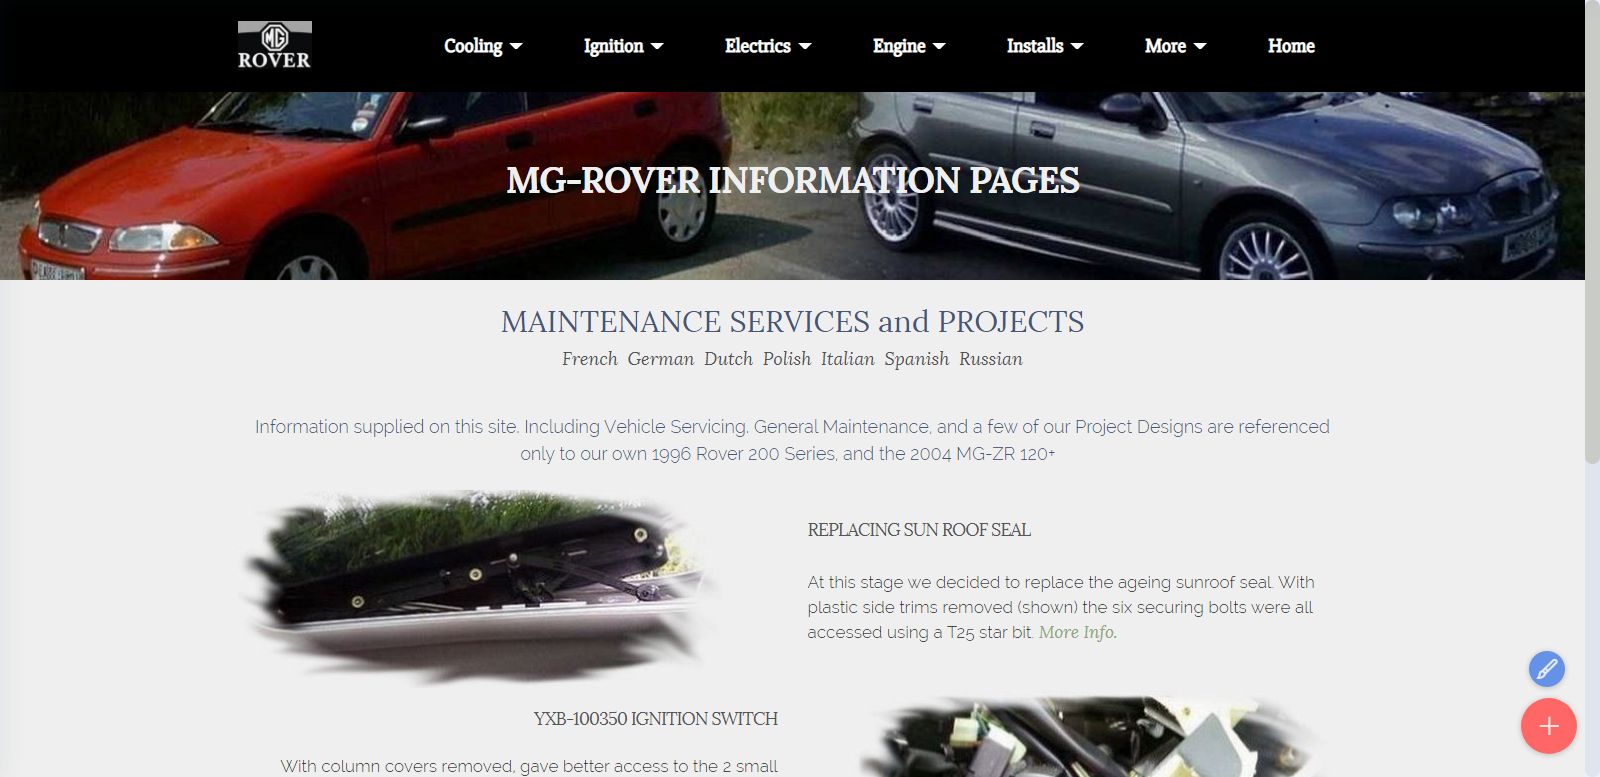 MG
ROVER
Cooling Ignition Electrics Engine Installs More Home
MG-ROVER INFORMATION PAGES
MAINTENANCE SERVICES and PROJECTS
French German Dutch Polish Italian Spanish Russian
Information supplied on this site. Including Vehicle Servicing. General Maintenance, and a few of our Project Designs are referenced
only to our own 1996 Rover 200 Series, and the 2004 MG-ZR 120+
REPLACING SUN ROOF SEAL
At this stage we decided to replace the ageing sunroof seal. With
plastic side trims removed (shown) the six securing bolts were all
accessed using a T25 star bit. More Info.
YXB-100350 IGNITION SWITCH
With column covers removed, gave better access to the 2 small